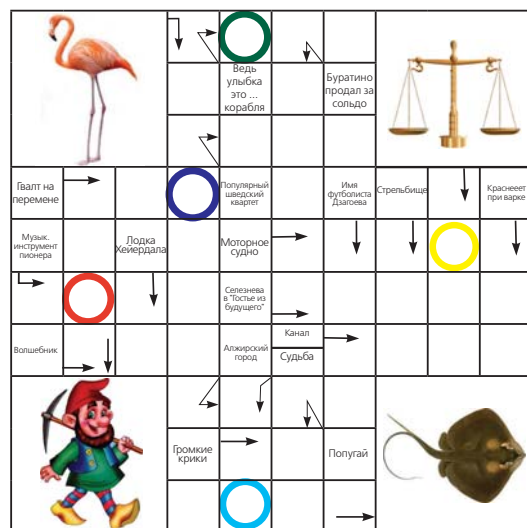 Ведь
улыбка
это ...
корабля
Буратино
продал за
сольдо
Гвалт на
перемене
Популярный
шведский
квартет
Имя
футболиста
Дзагоева
Стрельбище
Краснееет
при варке
Музык.
инструмент
пионера
Лодка
Хейердала
Моторное
судно
Селезнева
в "Гостье из
будущего"
Волшебник
Алжирский
город
Канал
Судьба
Громкие
крики
Попугай